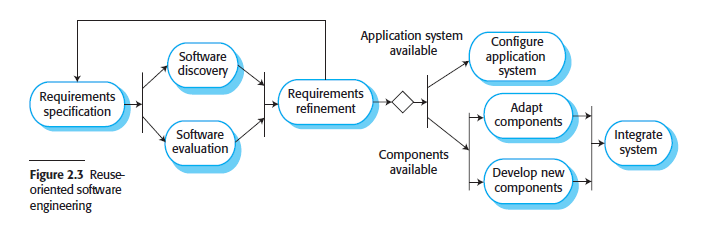 Requirements
specification
Software
discovery
Software
evaluation
Requirements
refinement
Application system
available
Configure
application
system
Components
available
Adapt
components
Develop new
components
Integrate
system
Figure 2.3 Reuse-
oriented software
engineering